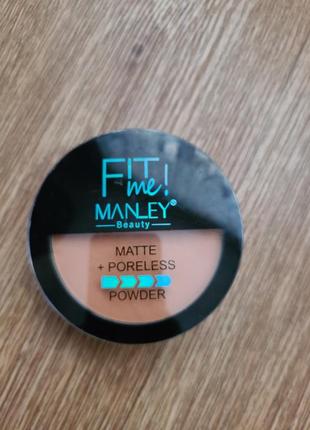 FIT
me!
MANLEY®
Beauty
MATTE
+ PORELESS
POWDER